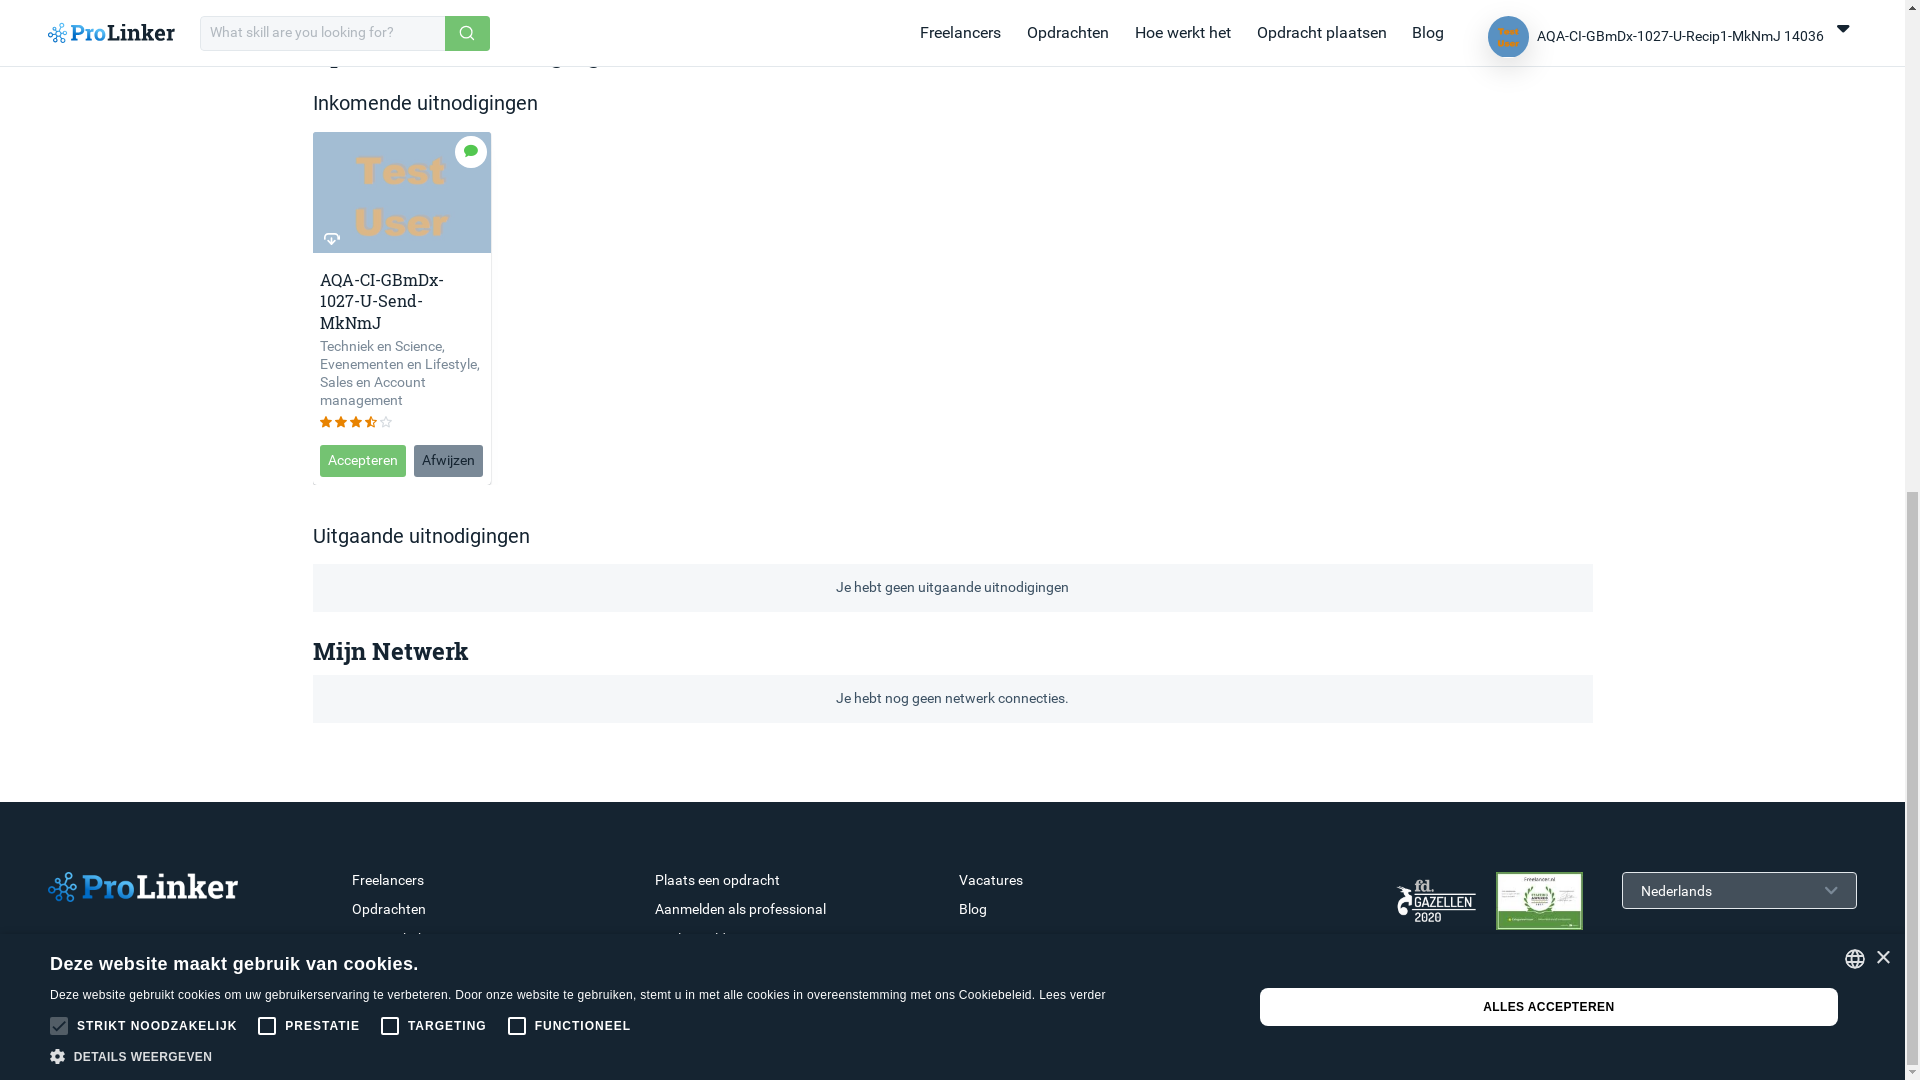 ProLinker
What skill are you looking for?
Freelancers
Opdrachten
Hoe werkt het
Opdracht plaatsen
Blog
Test User
AQA-CI-GBmDx-1027-U-Recip1-MkNmJ 14036
Inkomende uitnodigingen
Test
User
AQA-CI-GBmDx-
1027-U-Send-
MkNmJ
Techniek en Science,
Evenementen en Lifestyle,
Sales en Account
management
Accepteren
Afwijzen
Uitgaande uitnodigingen
Je hebt geen uitgaande uitnodigingen
Mijn Netwerk
Je hebt nog geen netwerk connecties.
ProLinker
Freelancers
Opdrachten
Plaats een opdracht
Aanmelden als professional
Vacatures
Blog
fd.
GAZELLEN
2020
Freelancer.nl
Nederlands
Deze website maakt gebruik van cookies.
Deze website gebruikt cookies om uw gebruikerservaring te verbeteren. Door onze website te gebruiken, stemt u in met alle cookies in overeenstemming met ons Cookiebeleid. Lees verder
STRIKT NOODZAKELIJK
PRESTATIE
TARGETING
FUNCTIONEEL
DETAILS WEERGEVEN
ALLES ACCEPTEREN
×